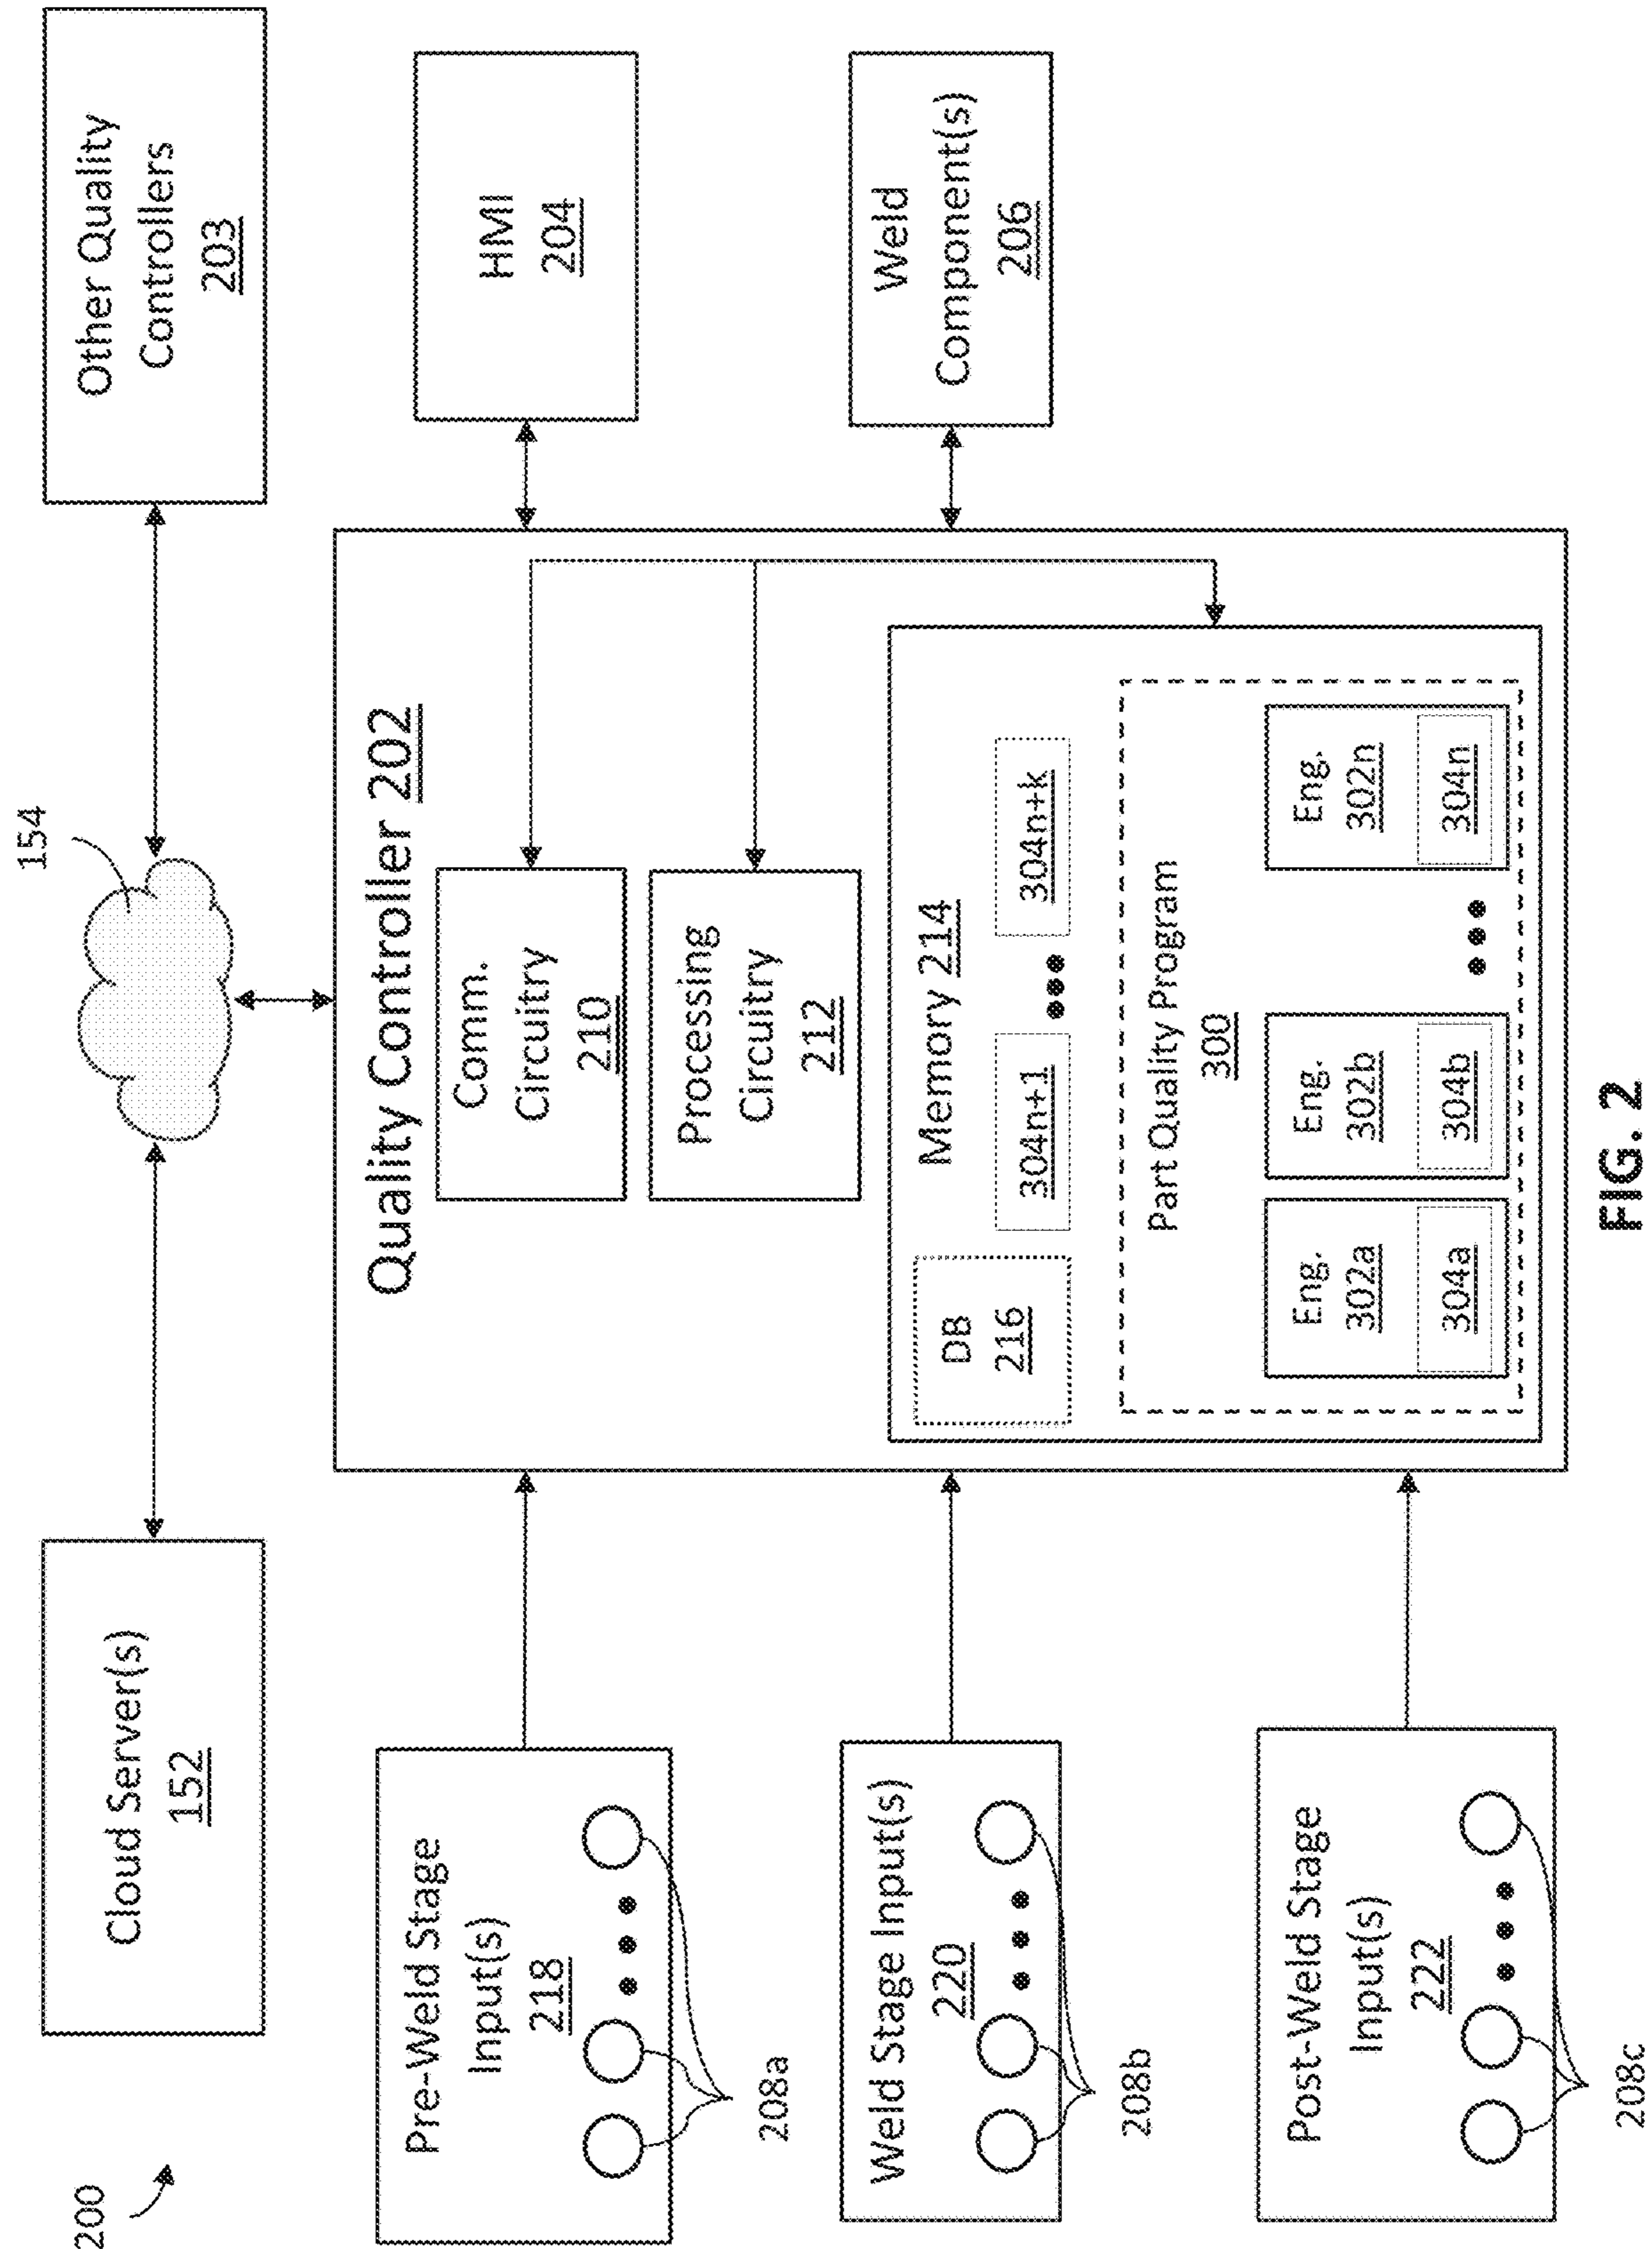 200
154
Cloud Server(s)
152
Other Quality
Controllers
203
Pre-Weld Stage
Input(s)
218
208a
Weld Stage Input(s)
220
208b
Post-Weld Stage
Input(s)
222
208c
Quality Controller 202
Comm.
Circuitry
210
Processing
Circuitry
212
DB
216
Memory 214
304n+1
304n+k
Part Quality Program
300
Eng.
302a
304a
Eng.
302b
304b
Eng.
302n
304n
HMI
204
Weld
Component(s)
206
FIG. 2